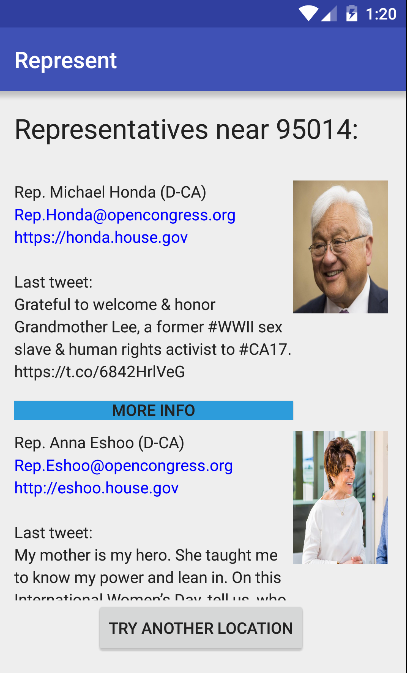 1:20
Represent
Representatives near 95014:
Rep. Michael Honda (D-CA)
Rep.Honda@opencongress.org
https://honda.house.gov
Last tweet:
Grateful to welcome & honor
Grandmother Lee, a former #WWII sex
slave & human rights activist to #CA17.
https://t.co/6842HrlVeG
MORE INFO
Rep. Anna Eshoo (D-CA)
Rep.Eshoo@opencongress.org
http://eshoo.house.gov
Last tweet:
My mother is my hero. She taught me
to know my power and lean in. On this
International Women's Day, tell us, who
TRY ANOTHER LOCATION